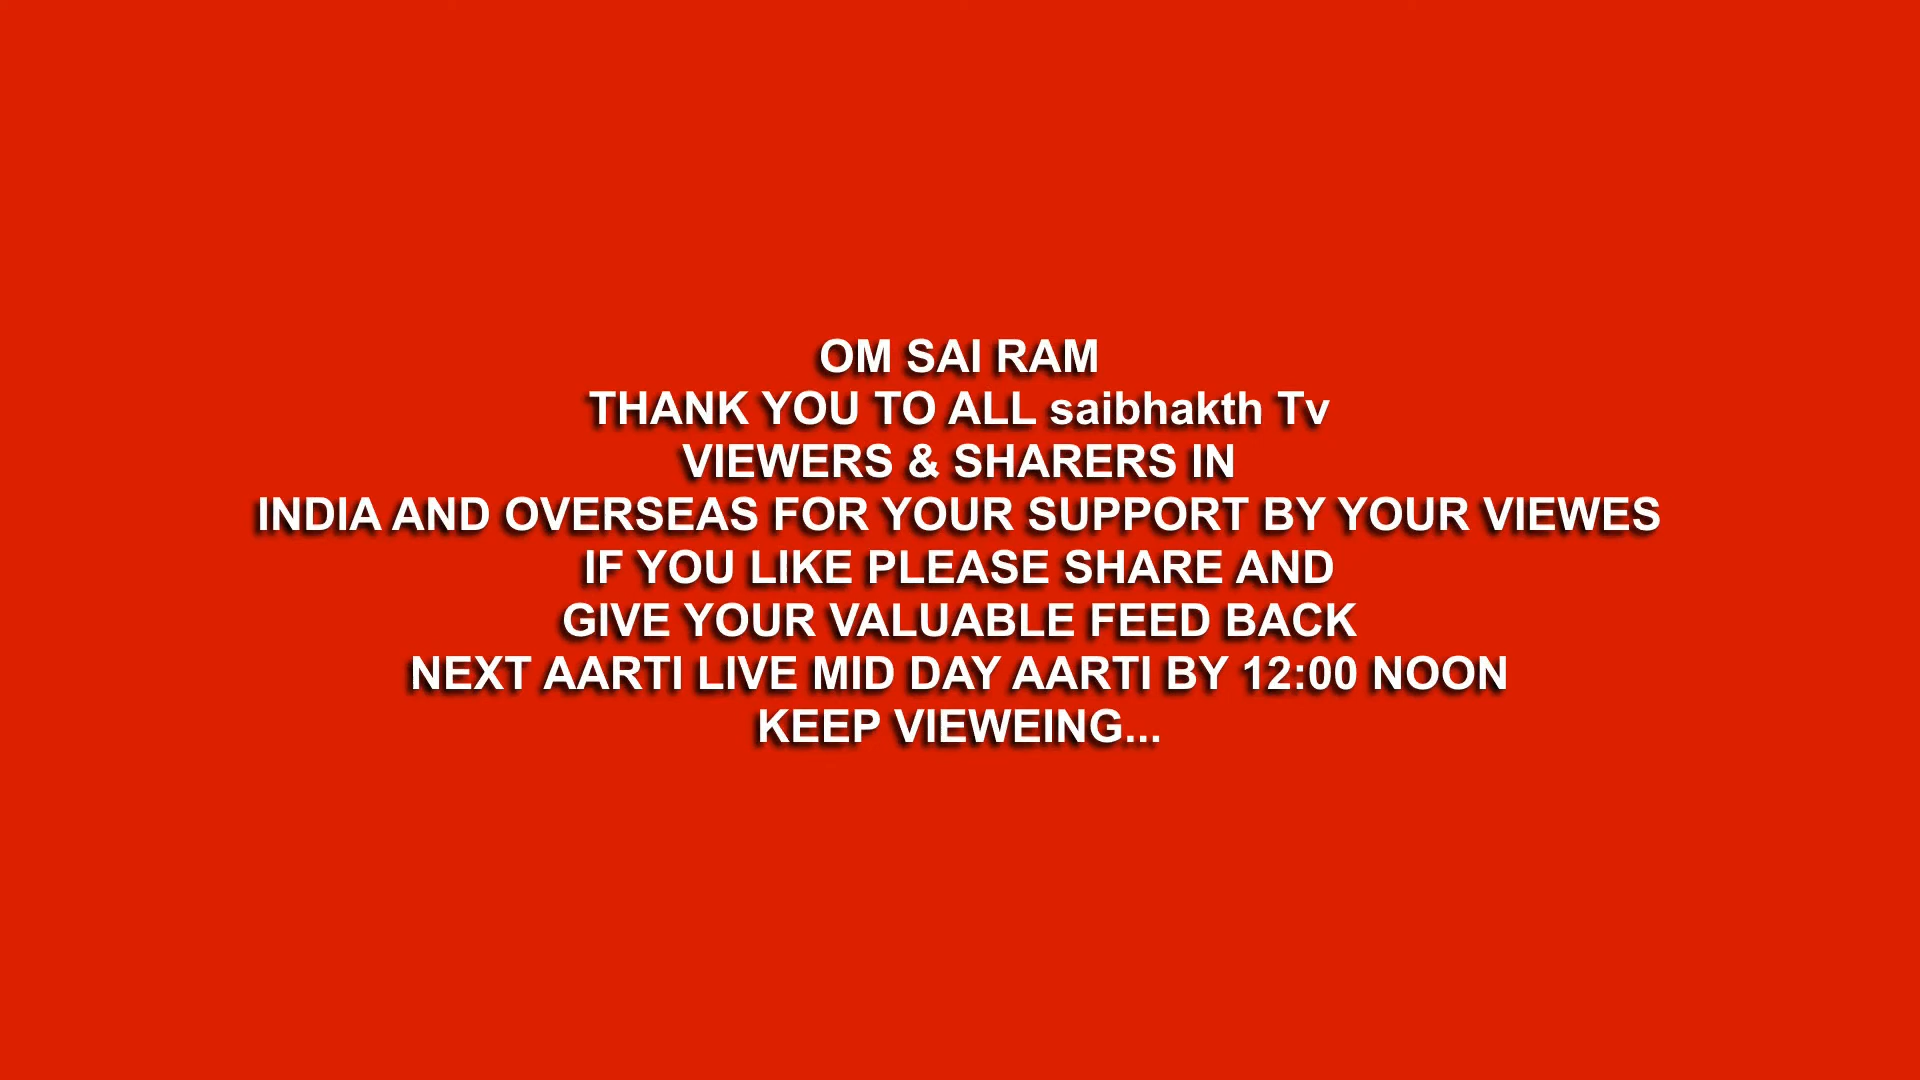 OM SAI RAM
THANK YOU TO ALL saibhakth Tv
VIEWERS & SHARERS IN
INDIA AND OVERSEAS FOR YOUR SUPPORT BY YOUR VIEWES
IF YOU LIKE PLEASE SHARE AND
GIVE YOUR VALUABLE FEED BACK
NEXT AARTI LIVE MID DAY AARTI BY 12:00 NOON
KEEP VIEWEING...